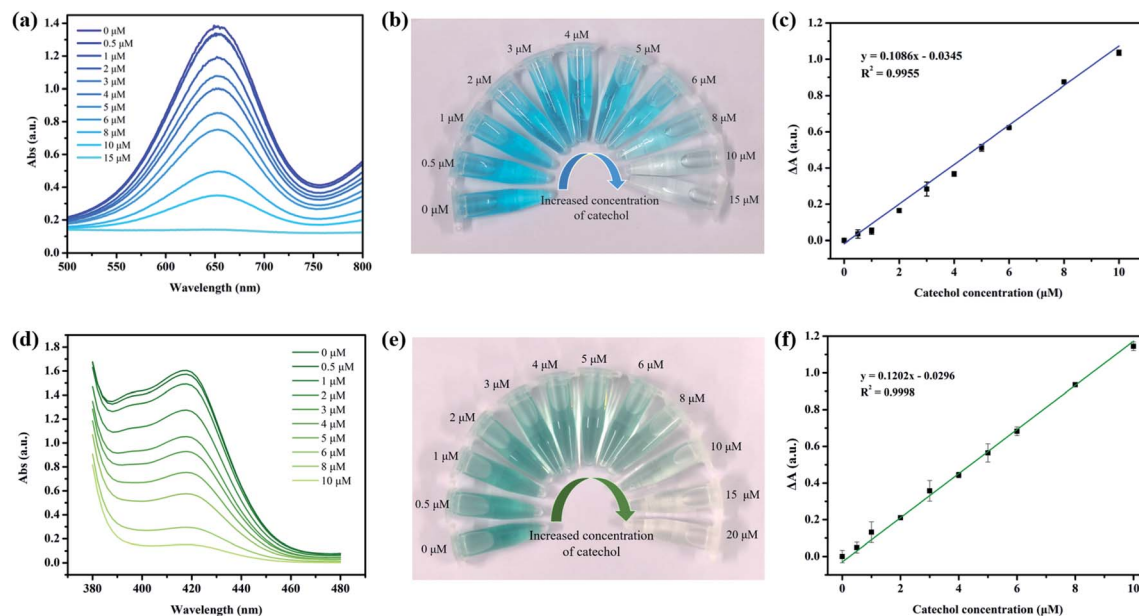 (a)
Abs (a.u.)
1.4
1.2
1.0
0.8
0.6
0.4
0.2
0.0
500 550 600 650 700 750 800
Wavelength (nm)
0 μM
0.5 μM
1 μM
2 μM
3 μM
4 μM
5 μM
6 μM
8 μM
10 μM
15 μM
(b)
0 μM
0.5 μM
1 μM
2 μM
3 μM
4 μM
5 μM
6 μM
8 μM
10 μM
15 μM
Increased concentration
of catechol
(c)
ΔA (a.u.)
1.2
1.0
0.8
0.6
0.4
0.2
0.0
0 2 4 6 8 10
Catechol concentration (μM)
y = 0.1086x - 0.0345
R² = 0.9955
(d)
Abs (a.u.)
1.8
1.6
1.4
1.2
1.0
0.8
0.6
0.4
0.2
0.0
380 400 420 440 460 480
Wavelength (nm)
0 μM
0.5 μM
1 μM
2 μM
3 μM
4 μM
5 μM
6 μM
8 μM
10 μM
(e)
0 μM
0.5 μM
1 μM
2 μM
3 μM
4 μM
5 μM
6 μM
8 μM
10 μM
15 μM
20 μM
Increased concentration
of catechol
(f)
ΔA (a.u.)
1.2
1.0
0.8
0.6
0.4
0.2
0.0
0 2 4 6 8 10
Catechol concentration (μM)
y = 0.1202x - 0.0296
R² = 0.9998